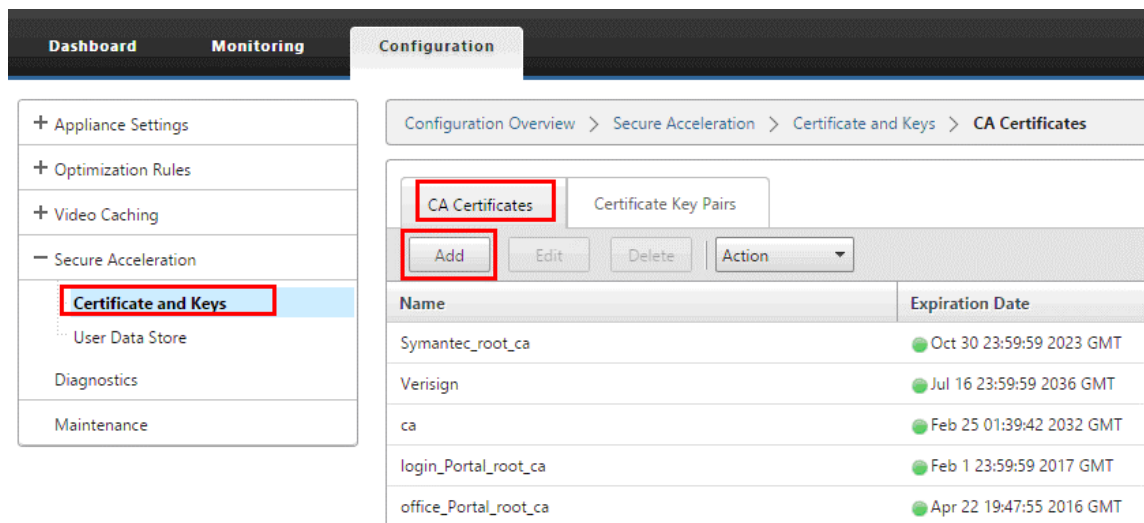 Dashboard Monitoring Configuration
+ Appliance Settings
+ Optimization Rules
+ Video Caching
− Secure Acceleration
Certificate and Keys
User Data Store
Diagnostics
Maintenance
Configuration Overview > Secure Acceleration > Certificate and Keys > CA Certificates
CA Certificates Certificate Key Pairs
Add Edit Delete Action
Name Expiration Date
Symantec_root_ca Oct 30 23:59:59 2023 GMT
Verisign Jul 16 23:59:59 2036 GMT
ca Feb 25 01:39:42 2032 GMT
login_Portal_root_ca Feb 1 23:59:59 2017 GMT
office_Portal_root_ca Apr 22 19:47:55 2016 GMT